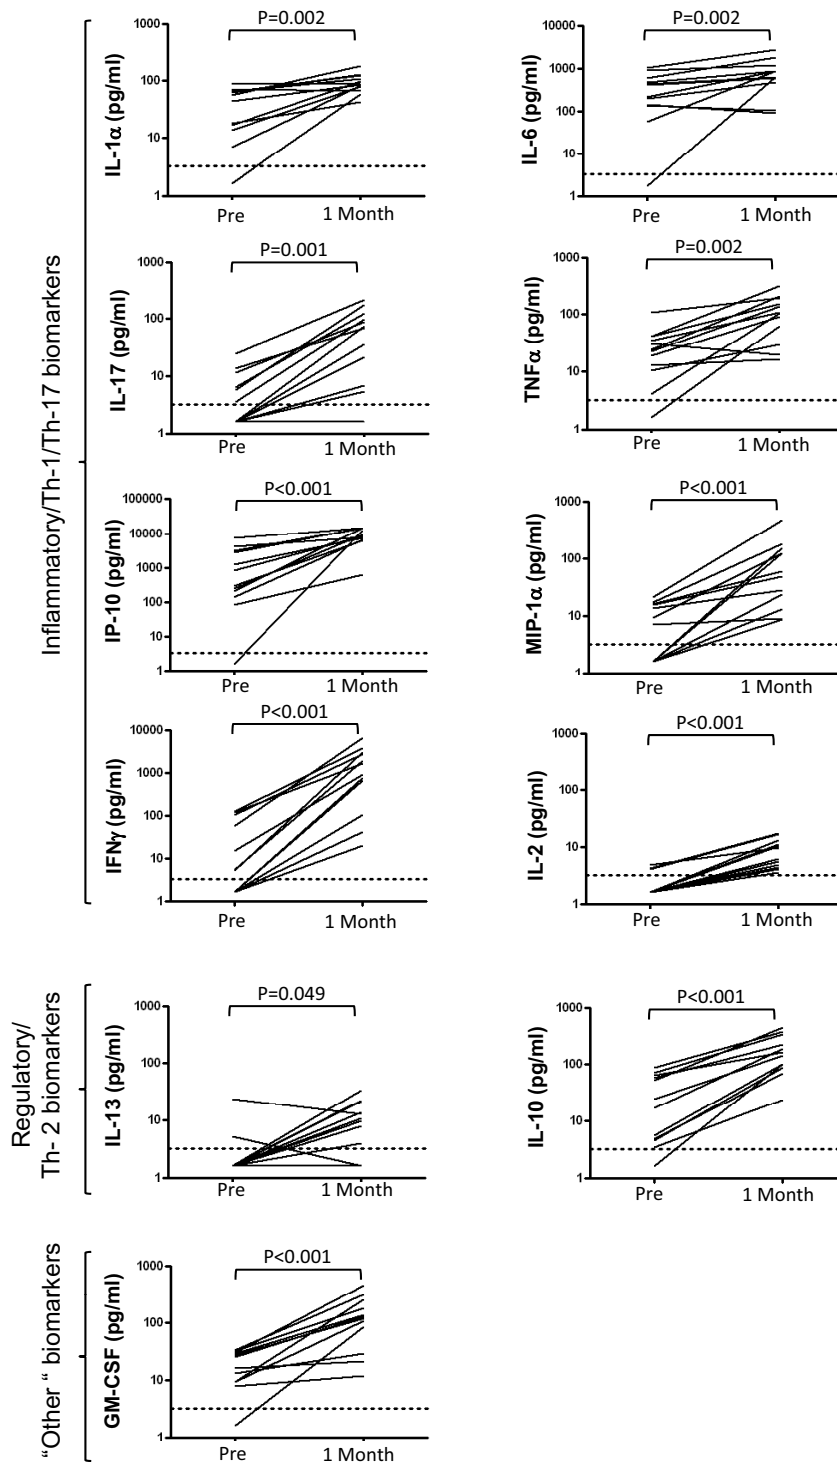 Inflammatory/Th-1/Th-17 biomarkers
P=0.002
IL-1α (pg/ml)
1000
100
10
1
Pre
1 Month
P=0.002
IL-6 (pg/ml)
10000
1000
100
10
1
Pre
1 Month
P=0.001
IL-17 (pg/ml)
1000
100
10
1
Pre
1 Month
P=0.002
TNFα (pg/ml)
1000
100
10
1
Pre
1 Month
P<0.001
IP-10 (pg/ml)
100000
10000
1000
100
10
1
Pre
1 Month
P<0.001
MIP-1α (pg/ml)
1000
100
10
1
Pre
1 Month
P<0.001
IFNγ (pg/ml)
10000
1000
100
10
1
Pre
1 Month
P<0.001
IL-2 (pg/ml)
1000
100
10
1
Pre
1 Month
Regulatory/
Th- 2 biomarkers
P=0.049
IL-13 (pg/ml)
1000
100
10
1
Pre
1 Month
P<0.001
IL-10 (pg/ml)
1000
100
10
1
Pre
1 Month
“Other “ biomarkers
P<0.001
GM-CSF (pg/ml)
1000
100
10
1
Pre
1 Month